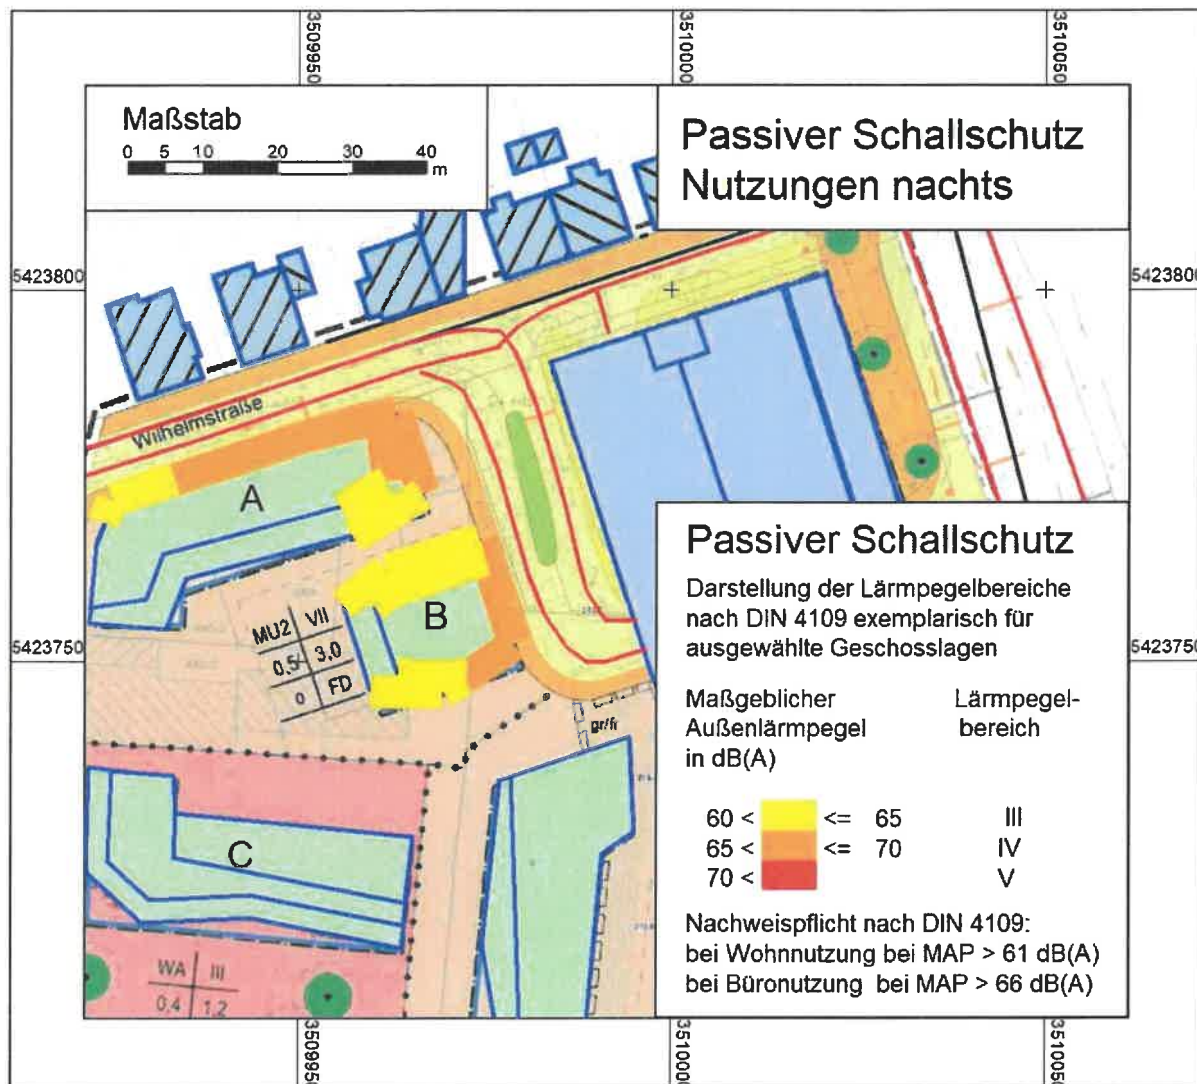 3509950
3510000
3510050
Maßstab
0 5 10 20 30 40
m
Passiver Schallschutz
Nutzungen nachts
5423800
5423800
Wilhelmstraße
A
B
MU2 VII
0,5 3,0
0 FD
5423750
5423750
gr/fr
C
WA III
0,4 1,2
Passiver Schallschutz
Darstellung der Lärmpegelbereiche
nach DIN 4109 exemplarisch für
ausgewählte Geschosslagen
Maßgeblicher Lärmpegel-
Außenlärmpegel bereich
in dB(A)
60 < <= 65 III
65 < <= 70 IV
70 < V
Nachweispflicht nach DIN 4109:
bei Wohnnutzung bei MAP > 61 dB(A)
bei Büronutzung bei MAP > 66 dB(A)
3509950
3510000
3510050